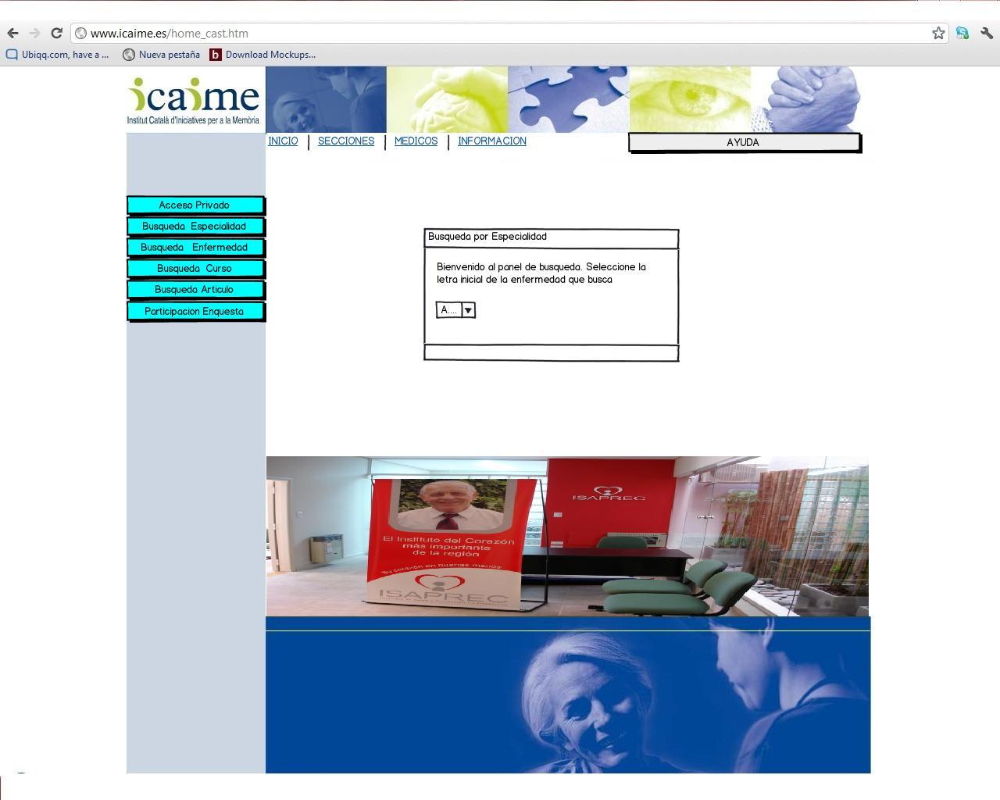 www.icaime.es/home_cast.htm
Ubiqq.com, have a ...
Nueva pestaña
b
Download Mockups...
icaime
Institut Català d'Iniciatives per a la Memòria
INICIO
SECCIONES
MEDICOS
INFORMACION
AYUDA
Acceso Privado
Busqueda Especialidad
Busqueda Enfermedad
Busqueda Curso
Busqueda Articulo
Participacion Enquesta
Busqueda por Especialidad
Bienvenido al panel de busqueda. Seleccione la
letra inicial de la enfermedad que busca
A....
ISAPREC
El Instituto del Corazón
más importante
de la región
"Su corazón en buenas manos"
ISAPREC